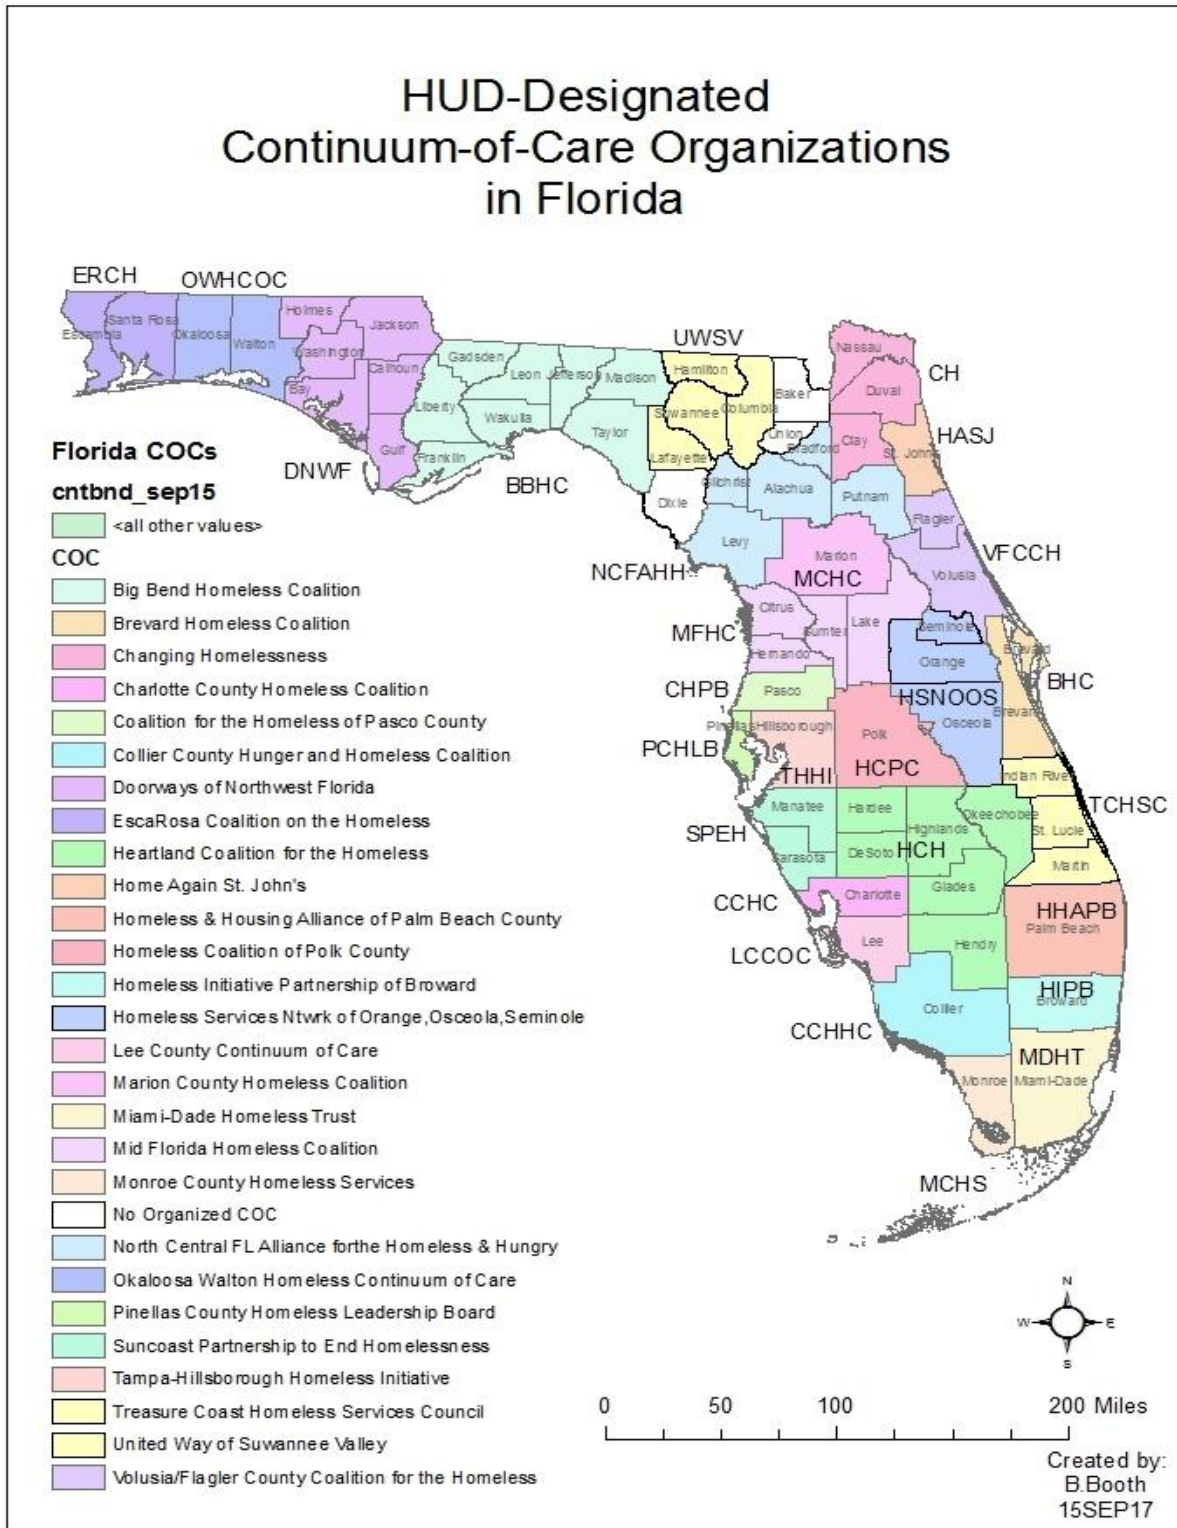 HUD-Designated
Continuum-of-Care Organizations
in Florida
ERCH
OWHCOC
UWSV
CH
HASJ
DNWF
BBHC
NCFAHH
VFCCH
MCHC
MFHC
CHPB
HSNOOS
BHC
PCHLB
THHI
HCPC
TCHSC
SPEH
HCH
CCHC
HHAPB
LCCOC
HIPB
CCHHC
MDHT
MCHS
Escambia
Santa Rosa
Okaloosa
Walton
Holmes
Jackson
Washington
Bay
Calhoun
Gulf
Gadsden
Liberty
Franklin
Leon
Wakulla
Jefferson
Madison
Taylor
Hamilton
Suwannee
Columbia
Lafayette
Baker
Union
Bradford
Nassau
Duval
Clay
St. Johns
Dixie
Gilchrist
Alachua
Putnam
Flagler
Levy
Marion
Volusia
Citrus
Sumter
Lake
Hernando
Seminole
Orange
Brevard
Brevard
Pasco
Pinellas
Hillsborough
Polk
Osceola
Indian River
Manatee
Hardee
Highlands
Okeechobee
St. Lucie
Sarasota
DeSoto
Martin
Charlotte
Glades
Lee
Hendry
Palm Beach
Collier
Broward
Monroe
Miami-Dade
Florida COCs
cntbnd_sep15
<all other values>
COC
Big Bend Homeless Coalition
Brevard Homeless Coalition
Changing Homelessness
Charlotte County Homeless Coalition
Coalition for the Homeless of Pasco County
Collier County Hunger and Homeless Coalition
Doorways of Northwest Florida
EscaRosa Coalition on the Homeless
Heartland Coalition for the Homeless
Home Again St. John's
Homeless & Housing Alliance of Palm Beach County
Homeless Coalition of Polk County
Homeless Initiative Partnership of Broward
Homeless Services Ntwrk of Orange,Osceola,Seminole
Lee County Continuum of Care
Marion County Homeless Coalition
Miami-Dade Homeless Trust
Mid Florida Homeless Coalition
Monroe County Homeless Services
No Organized COC
North Central FL Alliance forthe Homeless & Hungry
Okaloosa Walton Homeless Continuum of Care
Pinellas County Homeless Leadership Board
Suncoast Partnership to End Homelessness
Tampa-Hillsborough Homeless Initiative
Treasure Coast Homeless Services Council
United Way of Suwannee Valley
Volusia/Flagler County Coalition for the Homeless
N
W E
S
0 50 100 200 Miles
Created by:
B.Booth
15SEP17